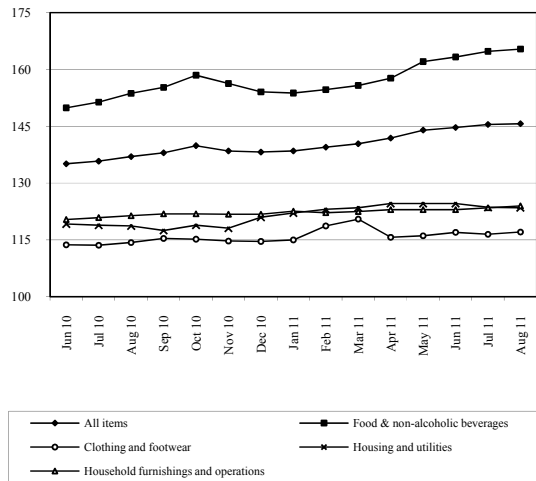 175
160
145
130
115
100
Jun 10
Jul 10
Aug 10
Sep 10
Oct 10
Nov 10
Dec 10
Jan 11
Feb 11
Mar 11
Apr 11
May 11
Jun 11
Jul 11
Aug 11
All items
Food & non-alcoholic beverages
Clothing and footwear
Housing and utilities
Household furnishings and operations